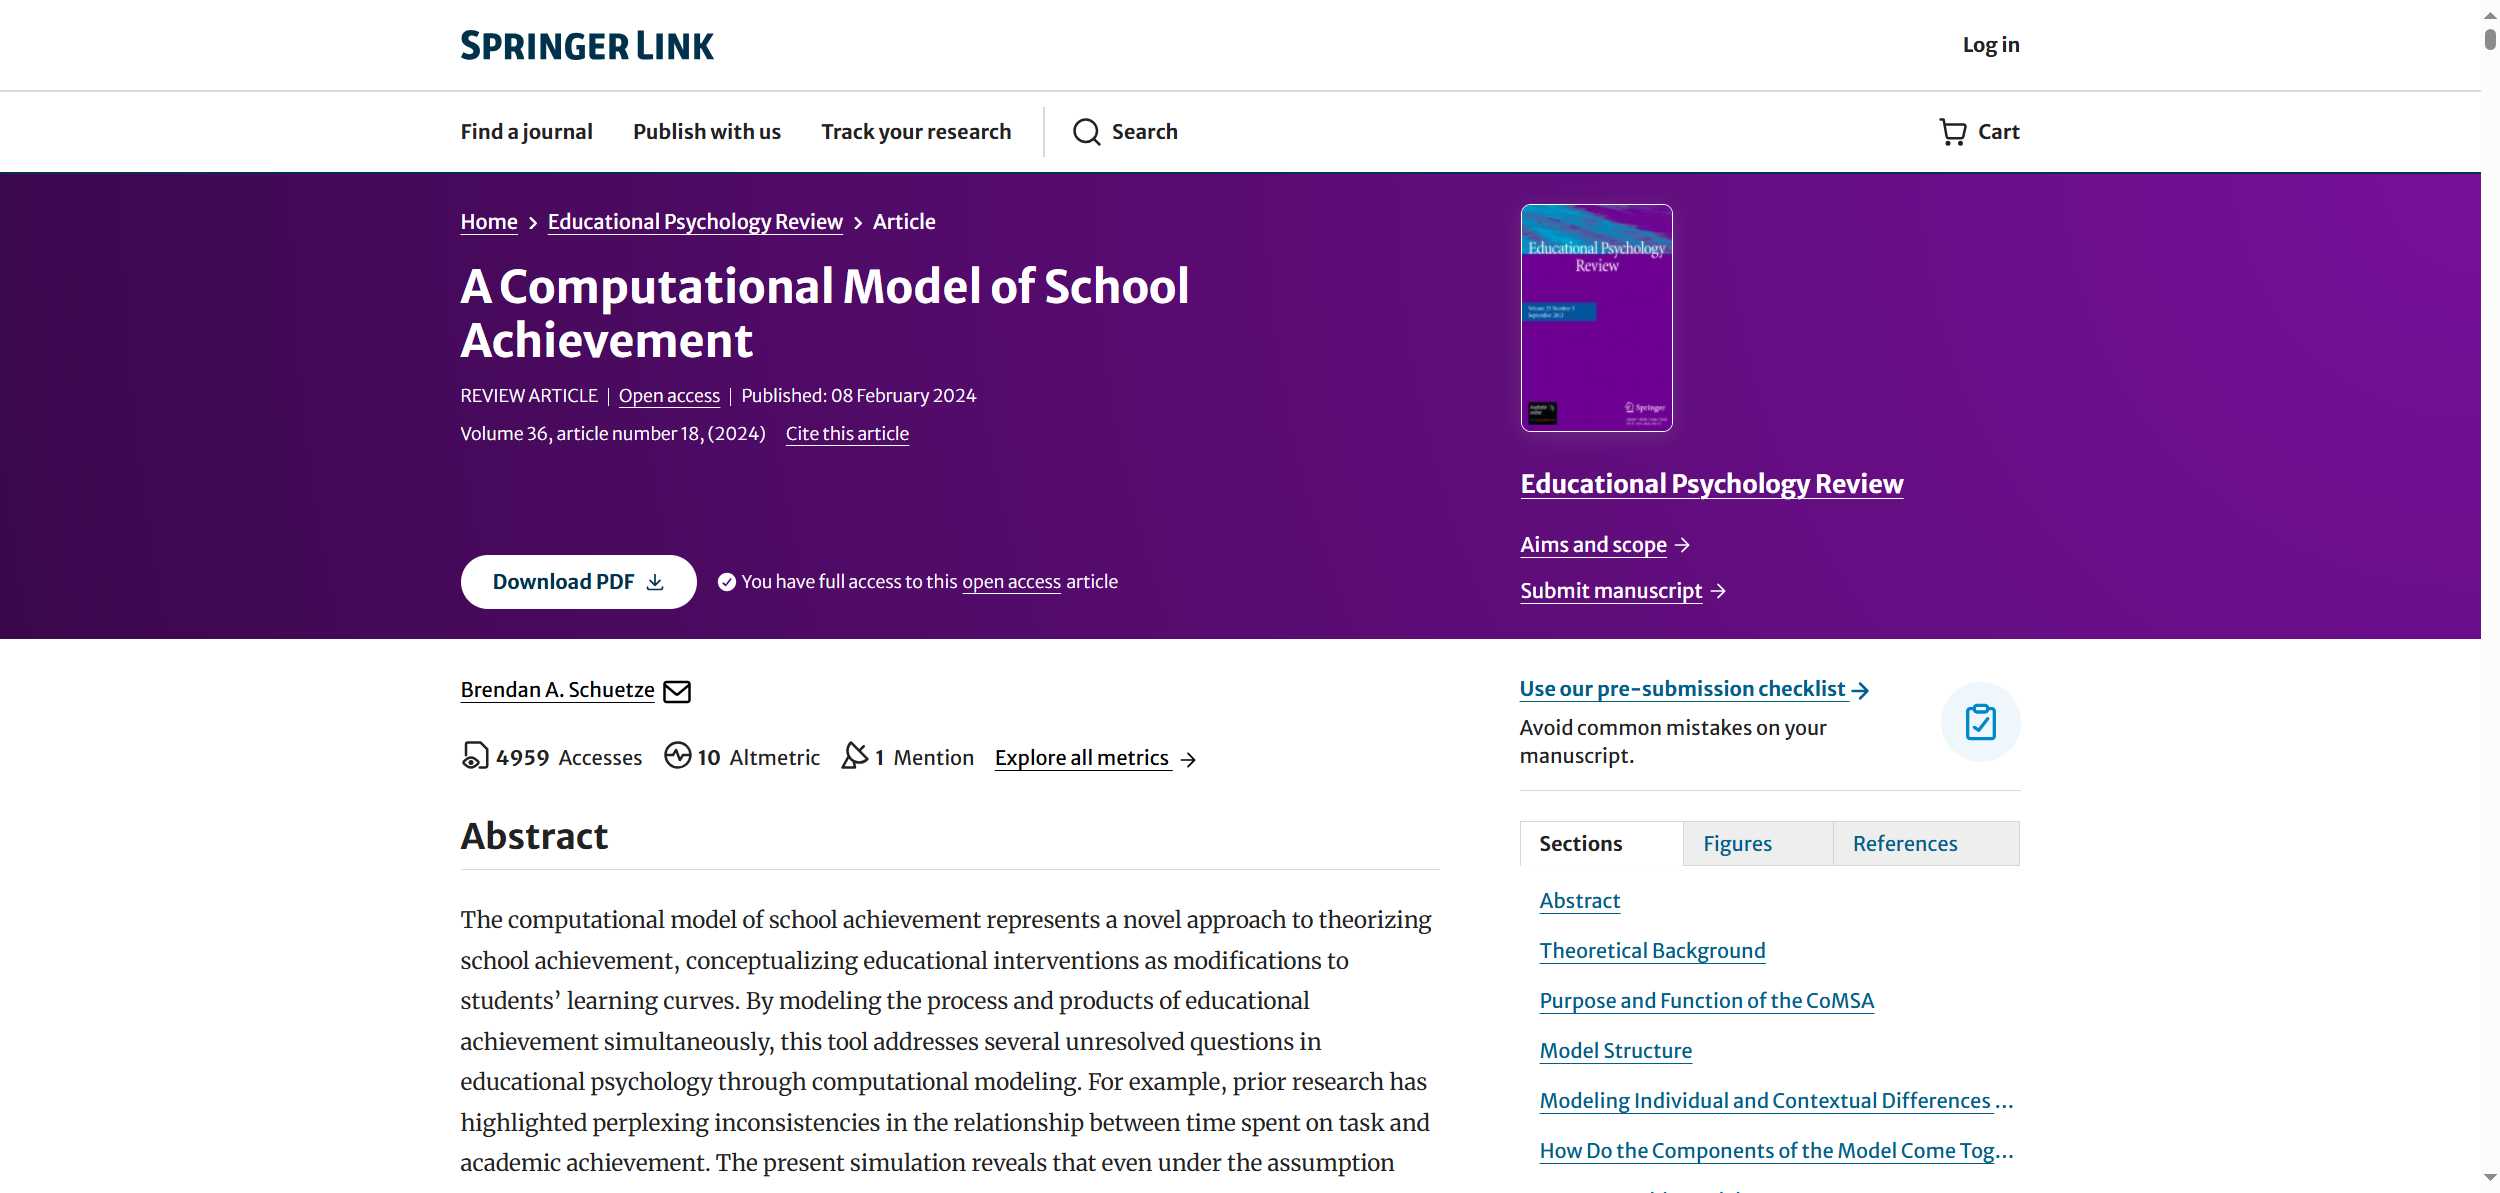 SPRINGER LINK
Log in
Find a journal
Publish with us
Track your research
Search
Cart
Home > Educational Psychology Review > Article
A Computational Model of School
Achievement
REVIEW ARTICLE | Open access | Published: 08 February 2024
Volume 36, article number 18, (2024) Cite this article
Download PDF
You have full access to this open access article
Educational Psychology
Review
Springer
Educational Psychology Review
Aims and scope →
Submit manuscript →
Brendan A. Schuetze
4959 Accesses
10 Altmetric
1 Mention
Explore all metrics →
Abstract
The computational model of school achievement represents a novel approach to theorizing
school achievement, conceptualizing educational interventions as modifications to
students’ learning curves. By modeling the process and products of educational
achievement simultaneously, this tool addresses several unresolved questions in
educational psychology through computational modeling. For example, prior research has
highlighted perplexing inconsistencies in the relationship between time spent on task and
academic achievement. The present simulation reveals that even under the assumption
Use our pre-submission checklist →
Avoid common mistakes on your
manuscript.
Sections
Figures
References
Abstract
Theoretical Background
Purpose and Function of the CoMSA
Model Structure
Modeling Individual and Contextual Differences …
How Do the Components of the Model Come Tog…